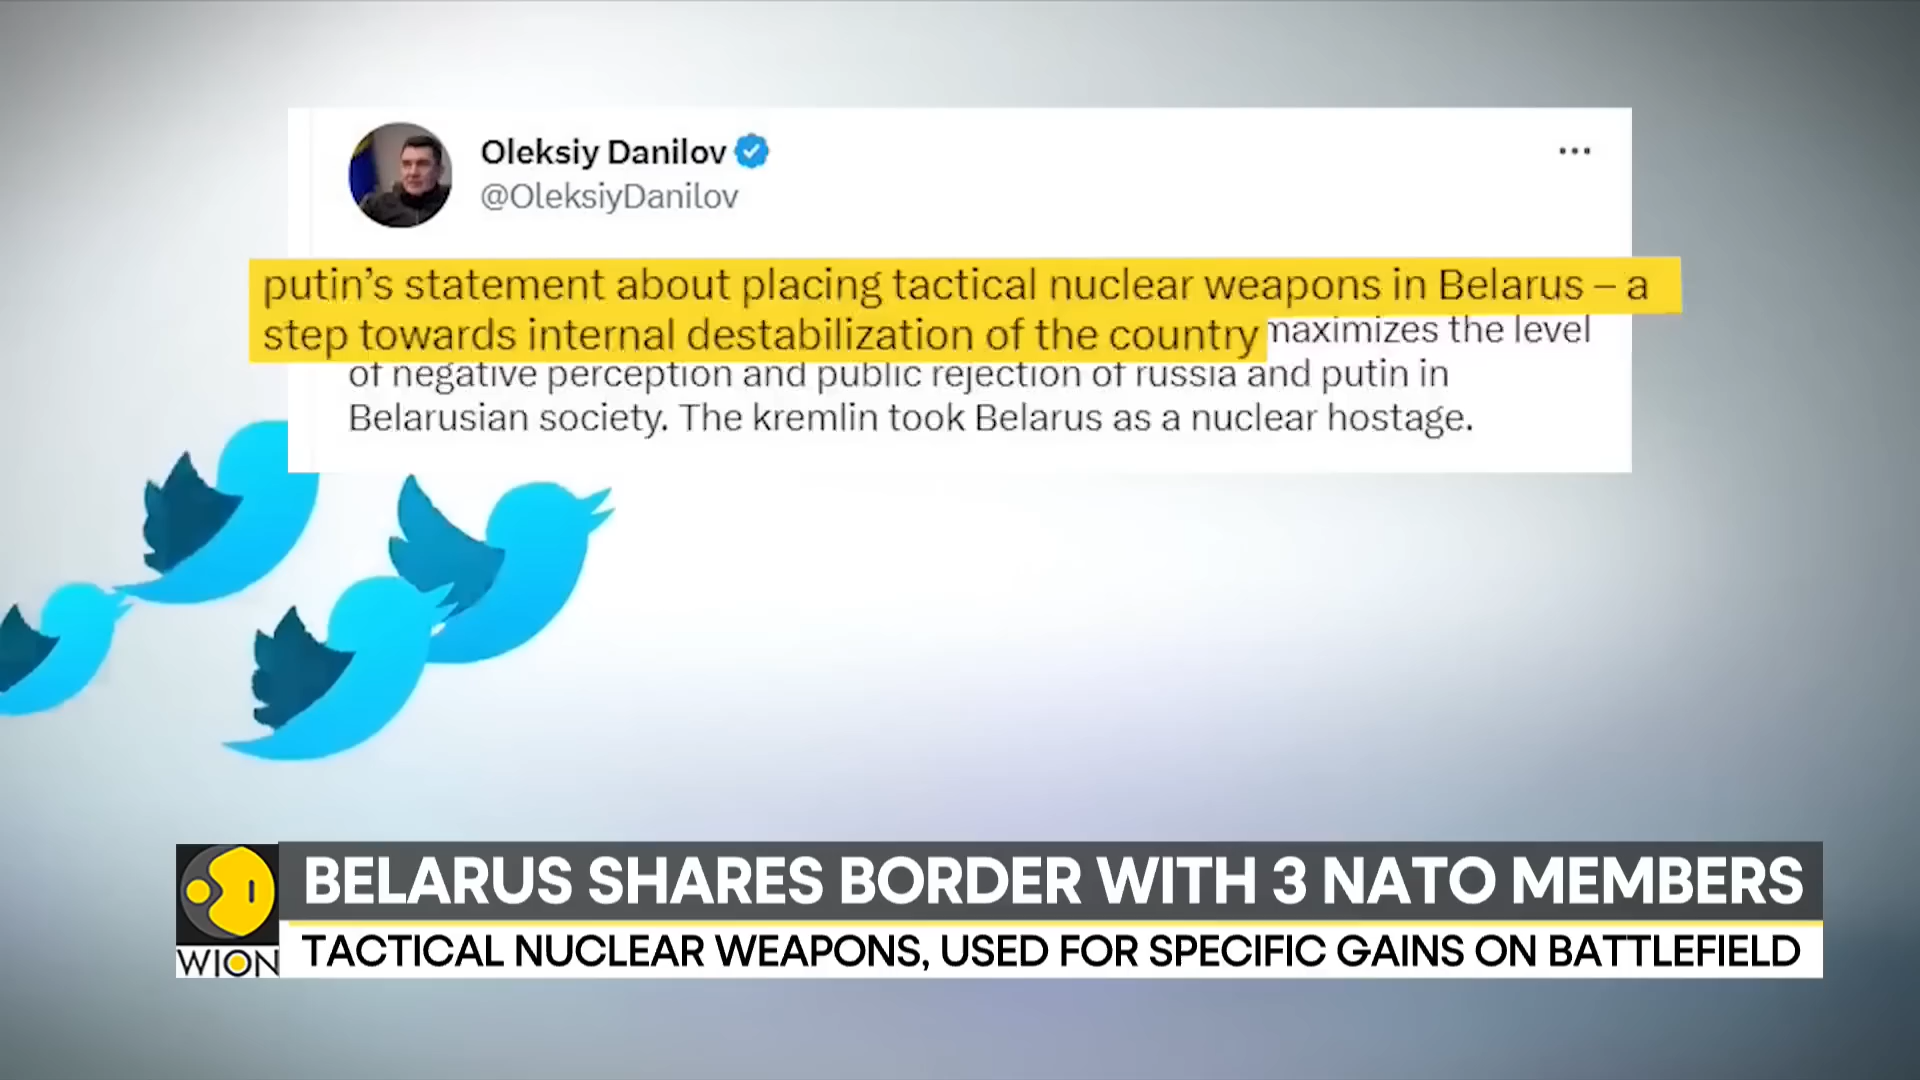 Oleksiy Danilov
@OleksiyDanilov
putin's statement about placing tactical nuclear weapons in Belarus – a
step towards internal destabilization of the country maximizes the level
of negative perception and public rejection of russia and putin in
Belarusian society. The kremlin took Belarus as a nuclear hostage.
BELARUS SHARES BORDER WITH 3 NATO MEMBERS
WION
TACTICAL NUCLEAR WEAPONS, USED FOR SPECIFIC GAINS ON BATTLEFIELD